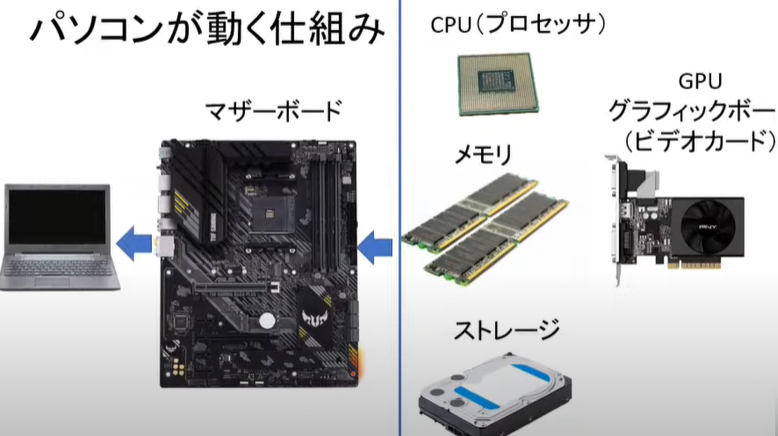 パソコンが動く仕組み
CPU（プロセッサ）
GPU
グラフィックボー
（ビデオカード）
マザーボード
メモリ
PNY
ストレージ